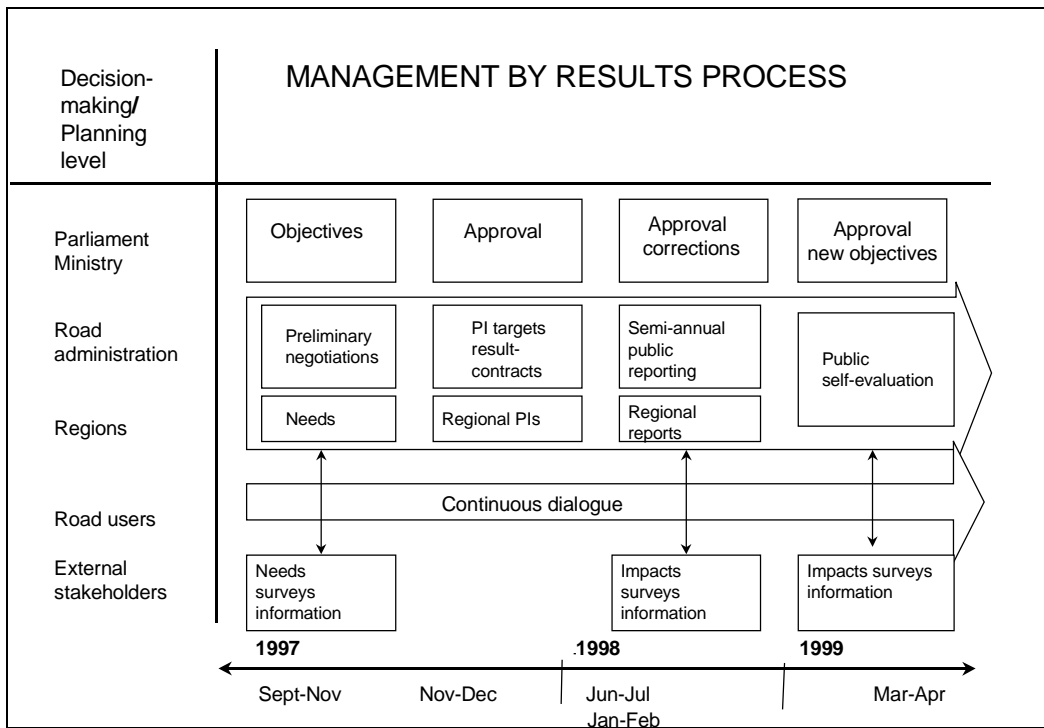 Decision-
making/
Planning
level
MANAGEMENT BY RESULTS PROCESS
Parliament
Ministry
Objectives
Approval
Approval
corrections
Approval
new objectives
Road
administration
Preliminary
negotiations
PI targets
result-
contracts
Semi-annual
public
reporting
Public
self-evaluation
Regions
Needs
Regional PIs
Regional
reports
Continuous dialogue
Road users
External
stakeholders
Needs
surveys
information
Impacts
surveys
information
Impacts surveys
information
1997
.1998
1999
Sept-Nov
Nov-Dec
Jun-Jul
Jan-Feb
Mar-Apr